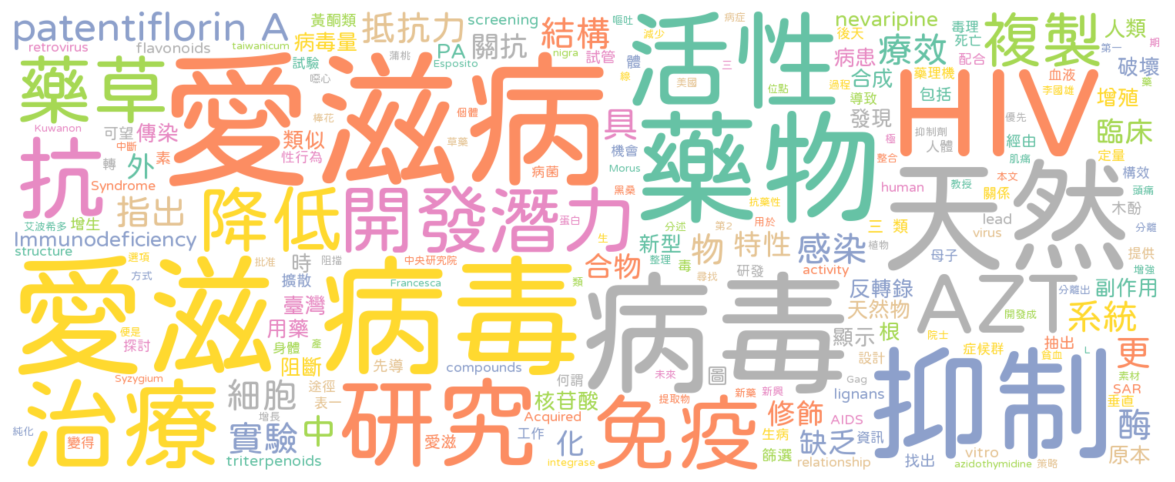 patentiflorin A
黃酮類
抵抗力
screening
嘔吐
減少
病症
活性
nevaripine
後天
毒理
死亡
複製
人類
第一
期
retrovirus
flavonoids
taiwanicum
病毒量
蒲桃
PA
關抗
結構
nigra
試管
病患
療效
配合
藥
破壞
藥草
愛滋病
試驗
噁心
Esposito
體
線
美國
三
位點
過程
合成
藥理機
HIV
血液
李國雄
增殖
導致
包括
Kuwanon
可望
傳染
中斷
棒花
類似
個體
草藥
具
機會
藥物
發現
抑制劑
優先
人體
經由
臨床
定量
抗
轉
外
素
性行為
病菌
Morus
黑桑
極
整合
肌痛
本文
構效
頭痛
Syndrome
human
教授
關係
木酚
艾波希多
增生
指出
降低
開發潛力
蛋白
抗藥性
用於
第2
三
類
lead
virus
天然
分離
Immunodeficiency
structure
生
分述
整理
新型
物
特性
感染
植物
母子
提供
選項
方式
批准
時
阻擋
擴散
中央研究院
Francesca
類
合物
毒
尋找
研發
activity
反轉錄
AZT
分離出
增強
副作用
愛滋
病毒
臺灣
用藥
便是
探討
身體
產
阻斷
先導
compounds
病毒
天然物
顯示
根
開發成
系統
院士
症候群
貧血
抽出
更
設計
L
素材
Syzygium
何謂
未來
圖
Gag
抑制
SAR
垂直
治療
細胞
途徑
表一
研究
核苷酸
提取物
新藥
新興
lignans
免疫
修飾
AIDS
酶
增長
Acquired
純化
變得
實驗
中
愛滋
工作
化
生病
缺乏
資訊
vitro
原本
triterpenoids
integrase
篩選
relationship
找出
azidothymidine
策略